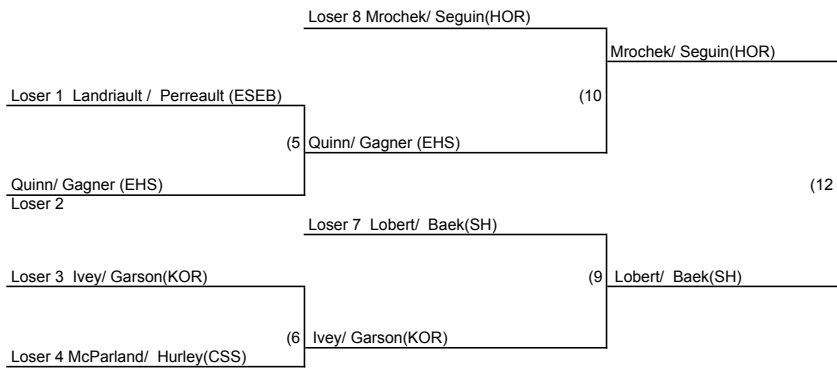 Loser 8 Mrochek/ Seguin(HOR)
Mrochek/ Seguin(HOR)
Loser 1 Landriault / Perreault (ESEB)
(10
(5 Quinn/ Gagner (EHS)
Quinn/ Gagner (EHS)
(12
Loser 2
Loser 7 Lobert/ Baek(SH)
Loser 3 Ivey/ Garson(KOR)
(9 Lobert/ Baek(SH)
(6 Ivey/ Garson(KOR)
Loser 4 McParland/ Hurley(CSS)